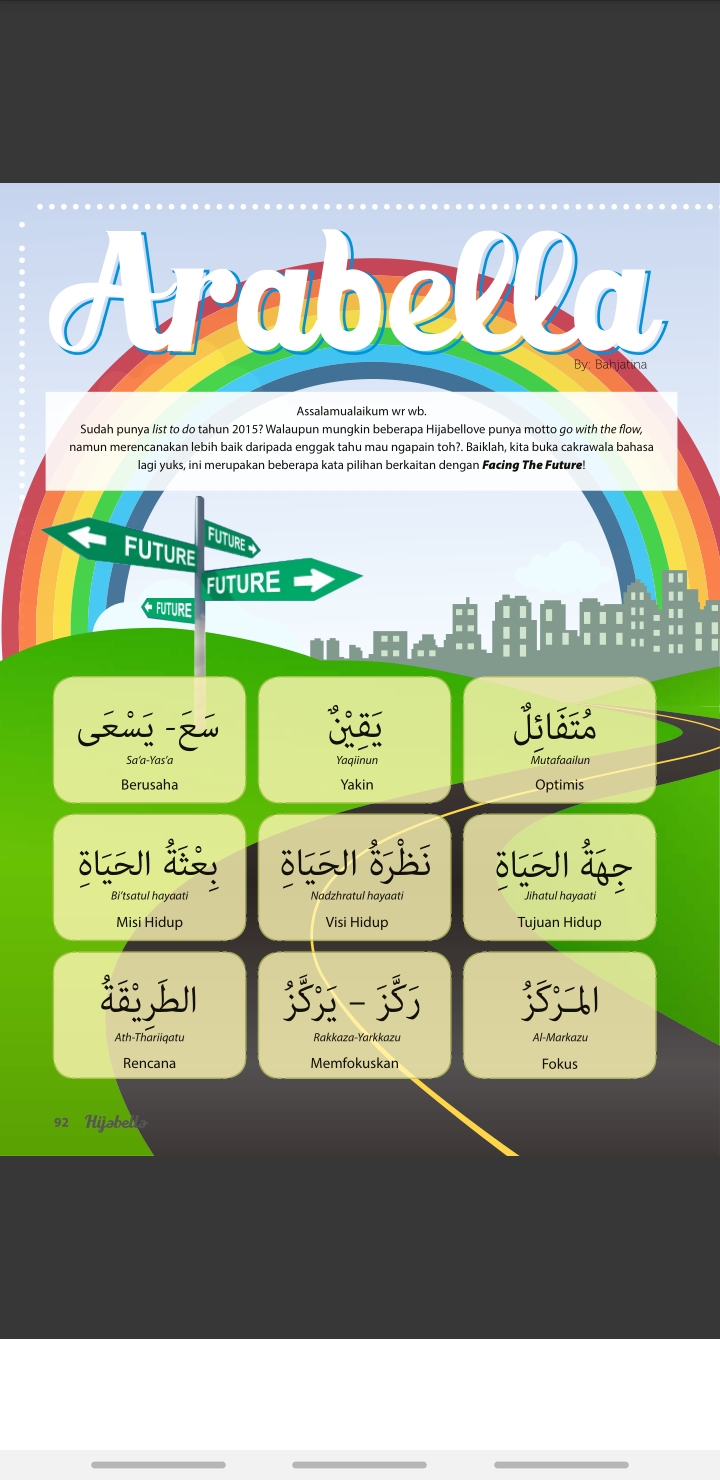 Arabella
By: Bahjatina
Assalamualaikum wr wb.
Sudah punya list to do tahun 2015? Walaupun mungkin beberapa Hijabellove punya motto go with the flow,
namun merencanakan lebih baik daripada enggak tahu mau ngapain toh?. Baiklah, kita buka cakrawala bahasa
lagi yuks, ini merupakan beberapa kata pilihan berkaitan dengan Facing The Future!
FUTURE
FUTURE
FUTURE
FUTURE
سَعَ- يَسْعَى
Sa'a-Yas'a
Berusaha
يَقِيْنٌ
Yaqiinun
Yakin
مُتَفَائِلٌ
Mutafaailun
Optimis
بِعْثَةُ الحَيَاةِ
Bi'tsatul hayaati
Misi Hidup
نَظْرَةُ الحَيَاةِ
Nadzhratul hayaati
Visi Hidup
جِهَةُ الحَيَاةِ
Jihatul hayaati
Tujuan Hidup
الطَرِيْقَةُ
Ath-Thariiqatu
Rencana
رَكَّزَ – يَرْكَّزُ
Rakkaza-Yarkkazu
Memfokuskan
المَرْكَزُ
Al-Markazu
Fokus
92 Hijabella